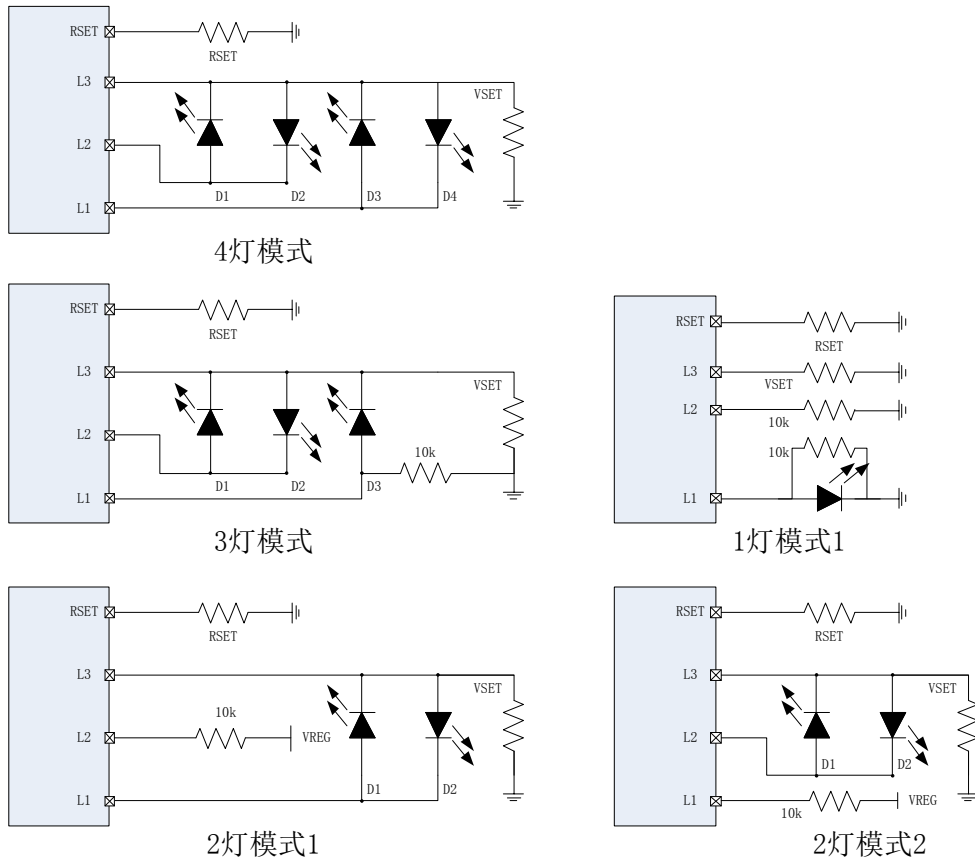 RSET
RSET
L3
VSET
L2
D1 D2 D3 D4
L1
4灯模式
RSET
RSET
L3
VSET
L2
10k
D1 D2 D3
L1
3灯模式
RSET
RSET
L3
VSET
L2
10k
10k
L1
1灯模式1
RSET
RSET
L3
VSET
10k
L2
VREG
D1 D2
L1
2灯模式1
RSET
RSET
L3
VSET
L2
D1 D2
L1
10k
VREG
2灯模式2